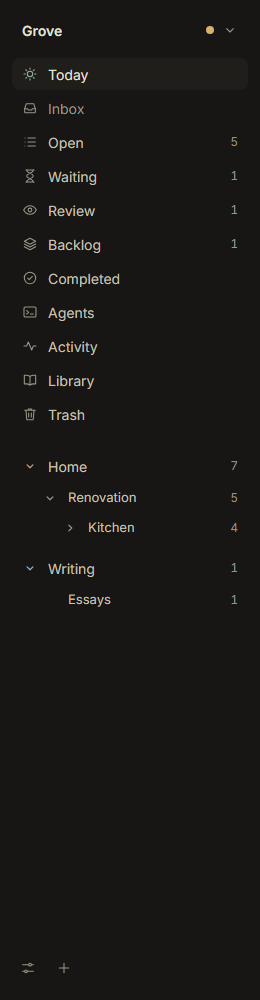 Grove
Today
Inbox
Open 5
Waiting 1
Review 1
Backlog 1
Completed
Agents
Activity
Library
Trash
Home 7
Renovation 5
Kitchen 4
Writing 1
Essays 1